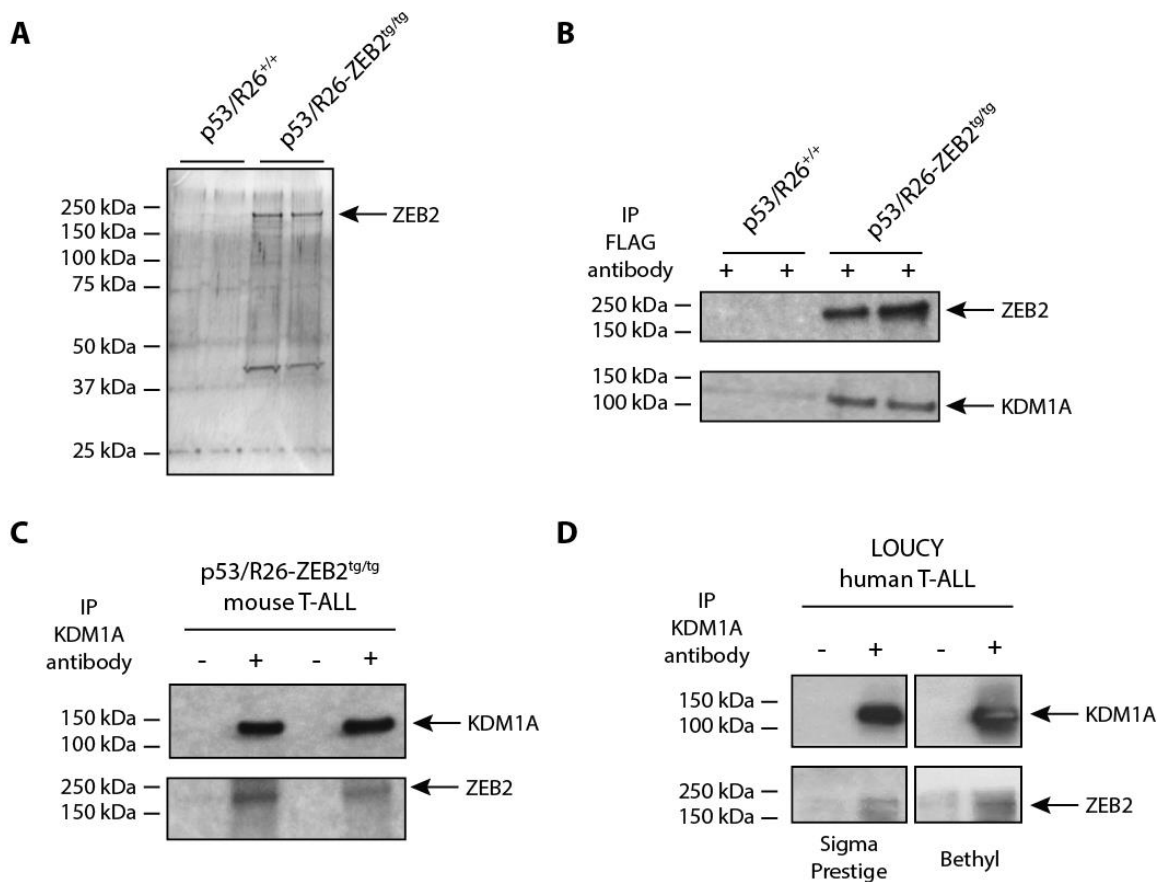 A
p53/R26+/+
p53/R26-ZEB2tg/tg
250 kDa
150 kDa
100 kDa
75 kDa
50 kDa
37 kDa
25 kDa
ZEB2
B
p53/R26+/+
p53/R26-ZEB2tg/tg
IP
FLAG
antibody
+ + + +
250 kDa
150 kDa
ZEB2
150 kDa
100 kDa
KDM1A
C
p53/R26-ZEB2tg/tg
mouse T-ALL
IP
KDM1A
antibody
- + - +
150 kDa
100 kDa
KDM1A
250 kDa
150 kDa
ZEB2
D
LOUCY
human T-ALL
IP
KDM1A
antibody
- + - +
150 kDa
100 kDa
KDM1A
250 kDa
150 kDa
ZEB2
Sigma
Prestige
Bethyl